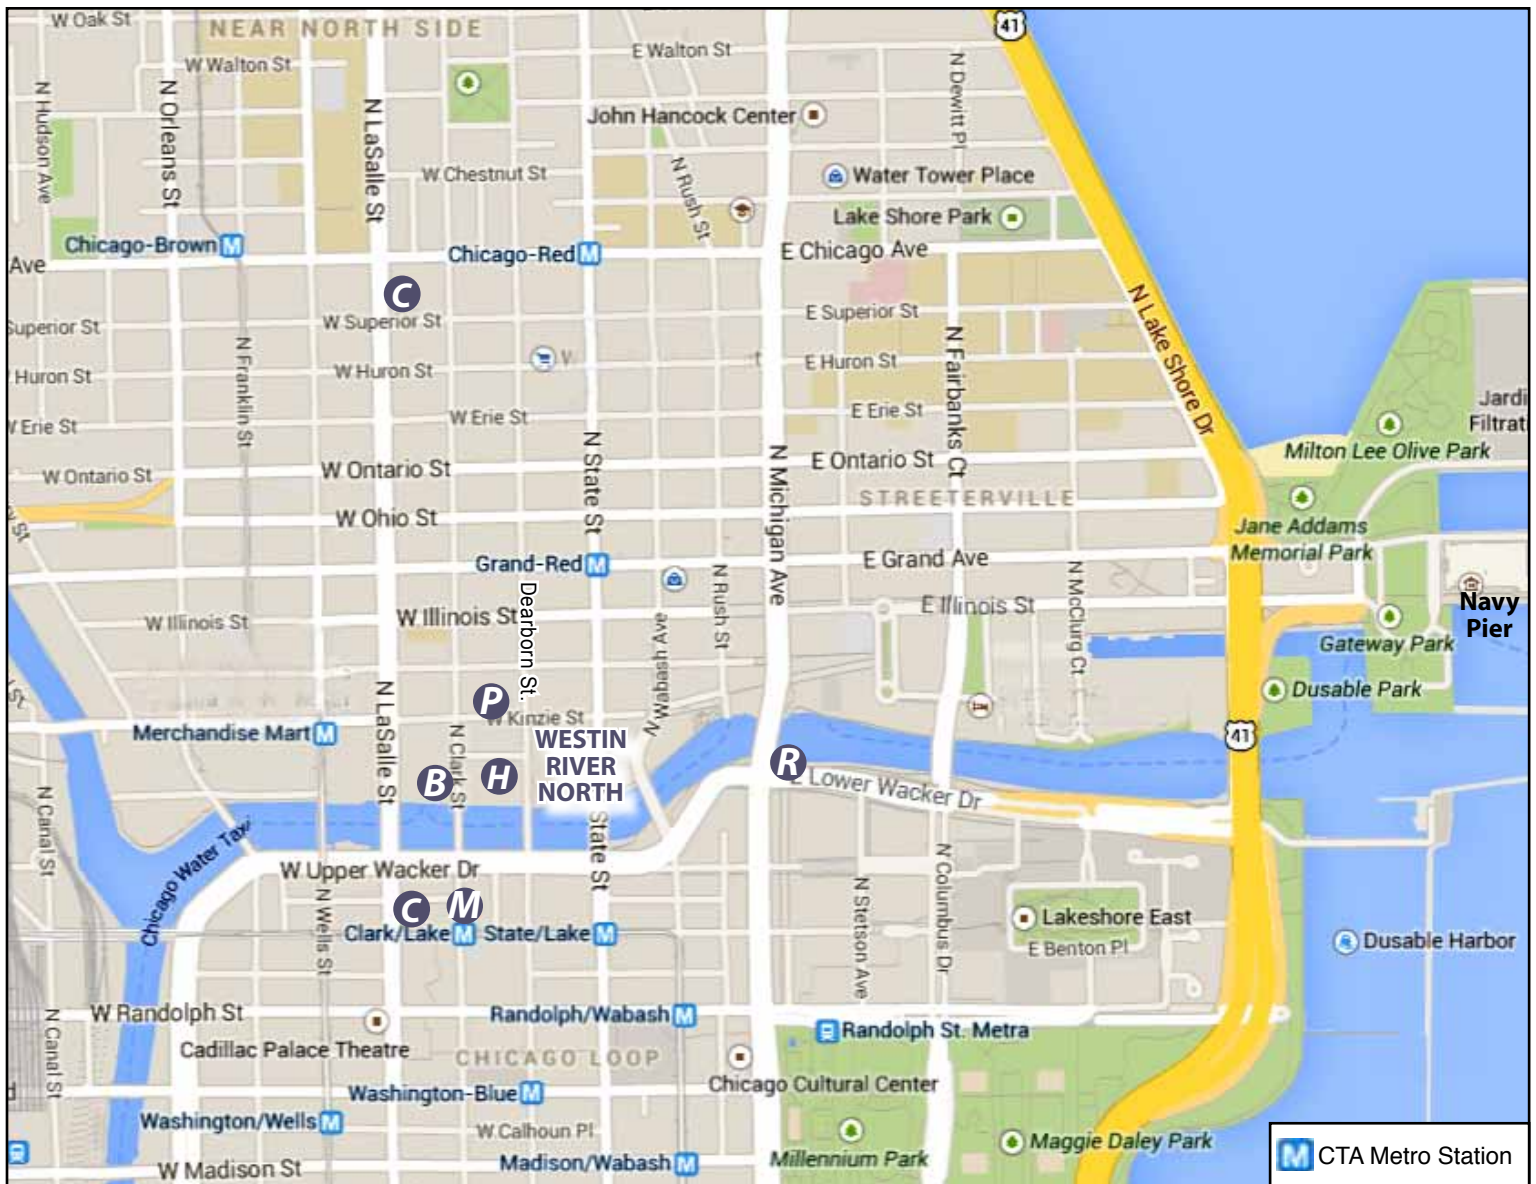 W Oak St
NEAR NORTH SIDE
E Walton St
41
W Walton St
N Hudson Ave
N Orleans St
N LaSalle St
N Dewitt Pl
John Hancock Center
W Chestnut St
N Rush St
Water Tower Place
Lake Shore Park
Chicago-Brown M
Chicago-Red M
E Chicago Ave
Ave
C
W Superior St
Superior St
E Superior St
N Lake Shore Dr
N Franklin St
N Fairbanks Ct
W
t
Huron St
W Huron St
E Huron St
W Erie St
Erie St
E Erie St
Jardi
Filtrati
Milton Lee Olive Park
N State St
N Michigan Ave
W Ontario St
W Ontario St
E Ontario St
STREETERVILLE
W Ohio St
Jane Addams
Memorial Park
Grand-Red M
E Grand Ave
Dearborn St.
N Rush St
N McClurg Ct
Navy
Pier
W Illinois St
W Illinois St
E Illinois St
N Wabash Ave
Gateway Park
Dusable Park
P
W Kinzie St
Merchandise Mart M
N LaSalle St
N Clark St
WESTIN
RIVER
NORTH
41
B
H
R
E Lower Wacker Dr
N Canal St
Chicago Water Taxi
State St
W Upper Wacker Dr
N Wells St
N Stetson Ave
N Columbus Dr
C
M
Clark/Lake M
State/Lake M
Lakeshore East
E Benton Pl
Dusable Harbor
W Randolph St
N Canal St
Randolph/Wabash M
Randolph St. Metra
Cadillac Palace Theatre
CHICAGO LOOP
Chicago Cultural Center
d
Washington-Blue M
Washington/Wells M
W Calhoun Pl
Millennium Park
Maggie Daley Park
W Madison St
Madison/Wabash M
M CTA Metro Station